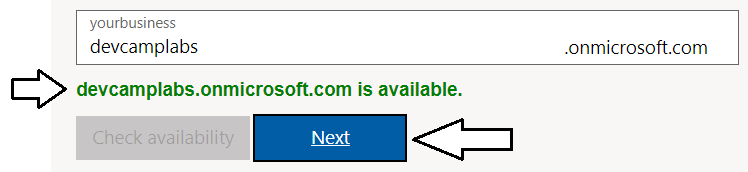 yourbusiness
devcamplabs .onmicrosoft.com
devcamplabs.onmicrosoft.com is available.
Check availability Next